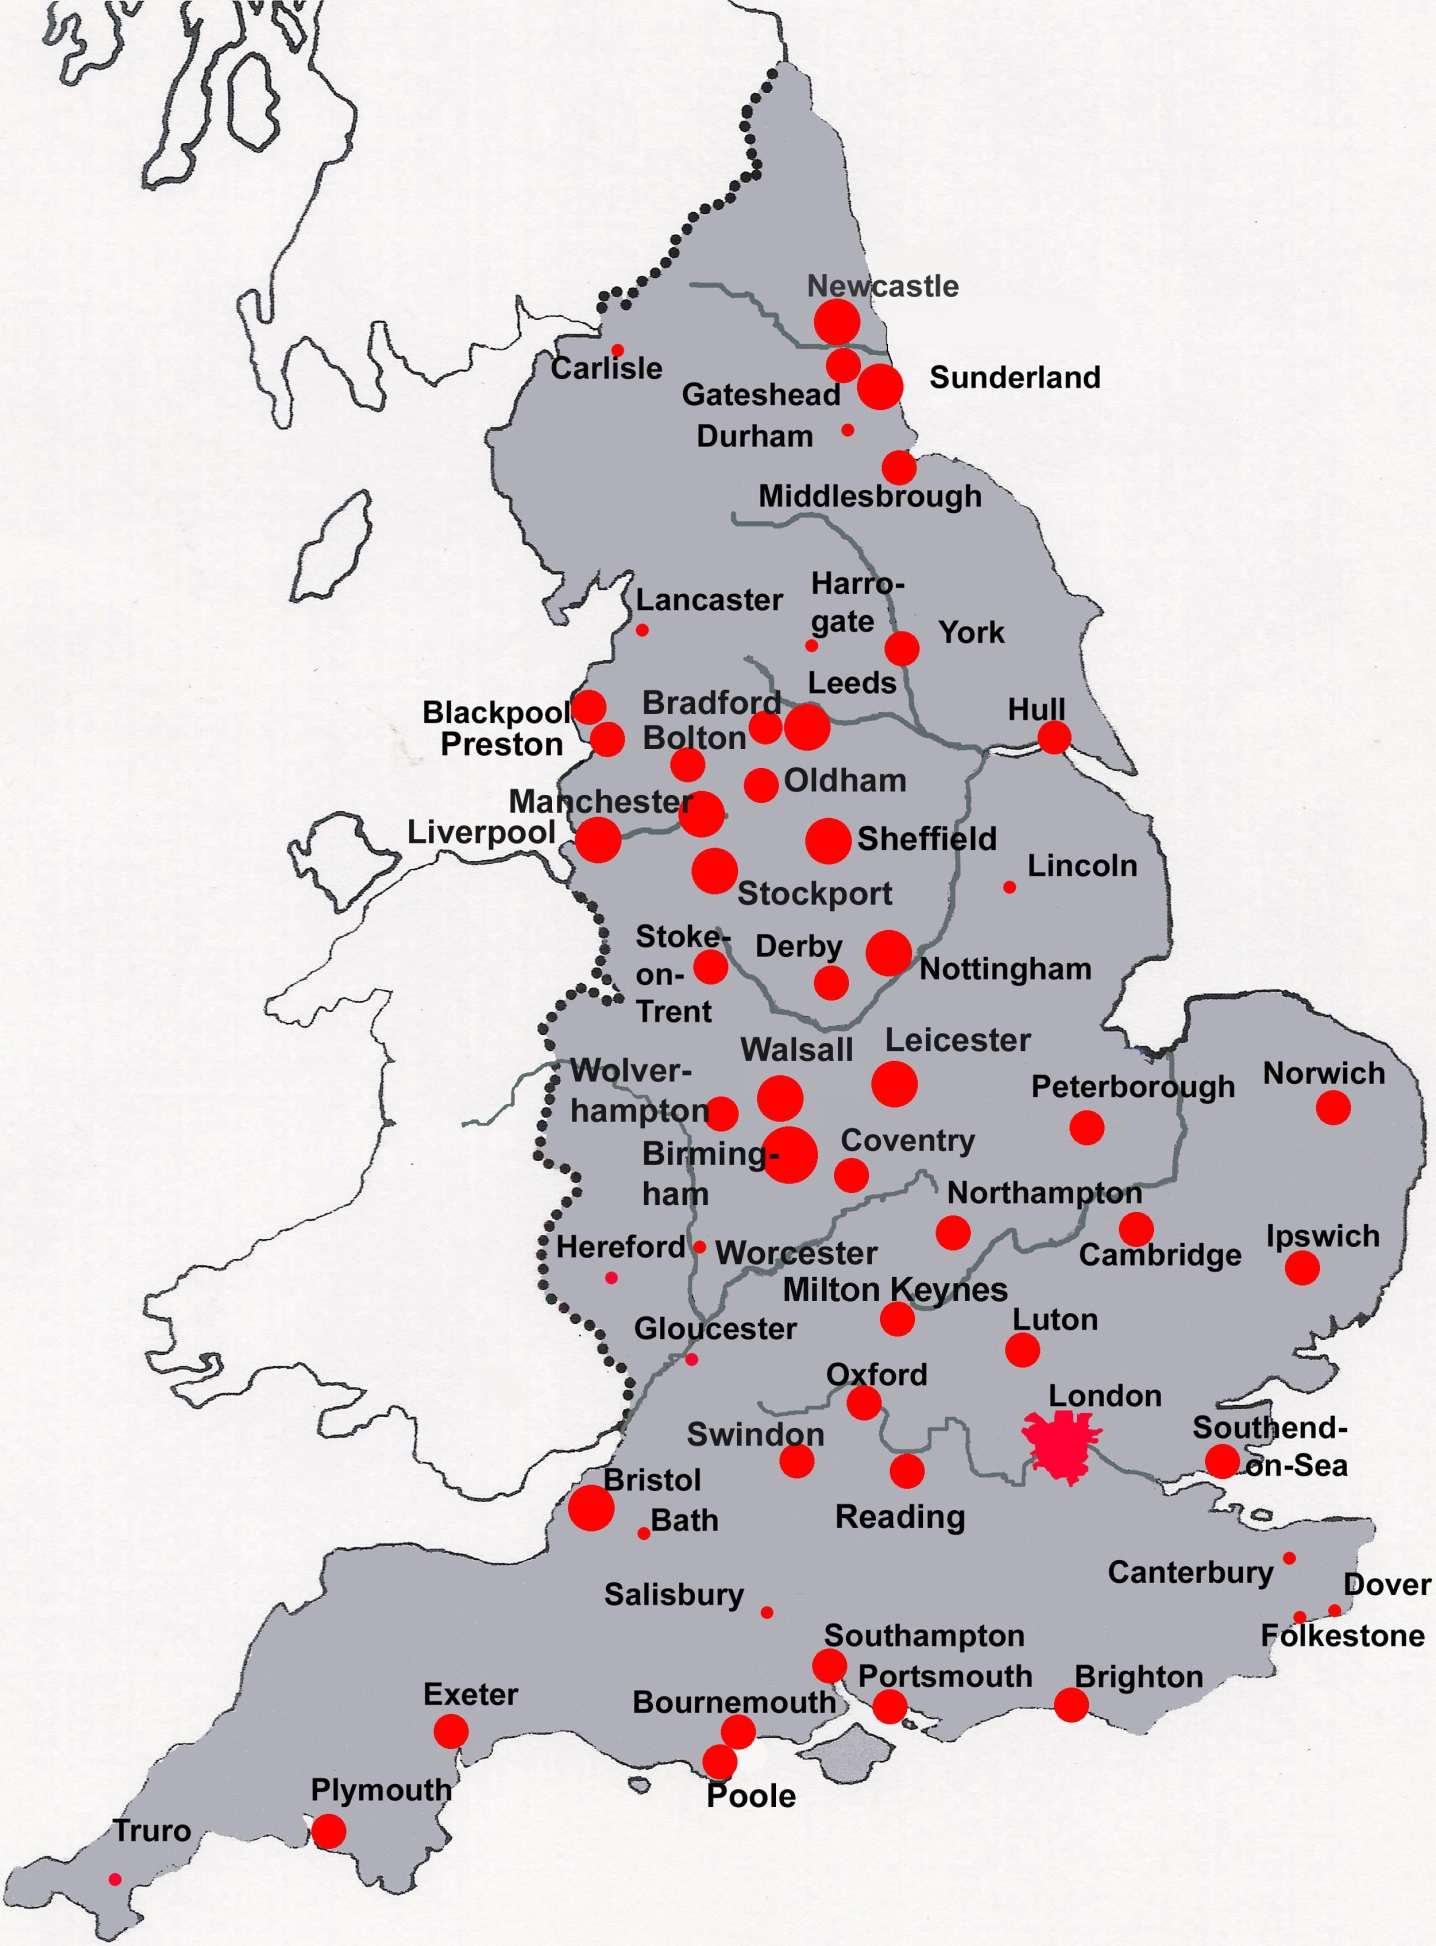 Newcastle
Carlisle
Sunderland
Gateshead
Durham
Middlesbrough
Harro-
gate
Lancaster
York
Leeds
Bradford
Blackpool
Hull
Bolton
Preston
Oldham
Manchester
Liverpool
Sheffield
Lincoln
Stockport
Stoke-
on-
Trent
Derby
Nottingham
Leicester
Walsall
Wolver-
hampton
Peterborough
Norwich
Coventry
Birming-
ham
Northampton
Ipswich
Hereford
Worcester
Cambridge
Milton Keynes
Luton
Gloucester
Oxford
London
Southend-
on-Sea
Swindon
Bristol
Reading
Bath
Canterbury
Dover
Salisbury
Folkestone
Southampton
Portsmouth
Brighton
Exeter
Bournemouth
Plymouth
Poole
Truro